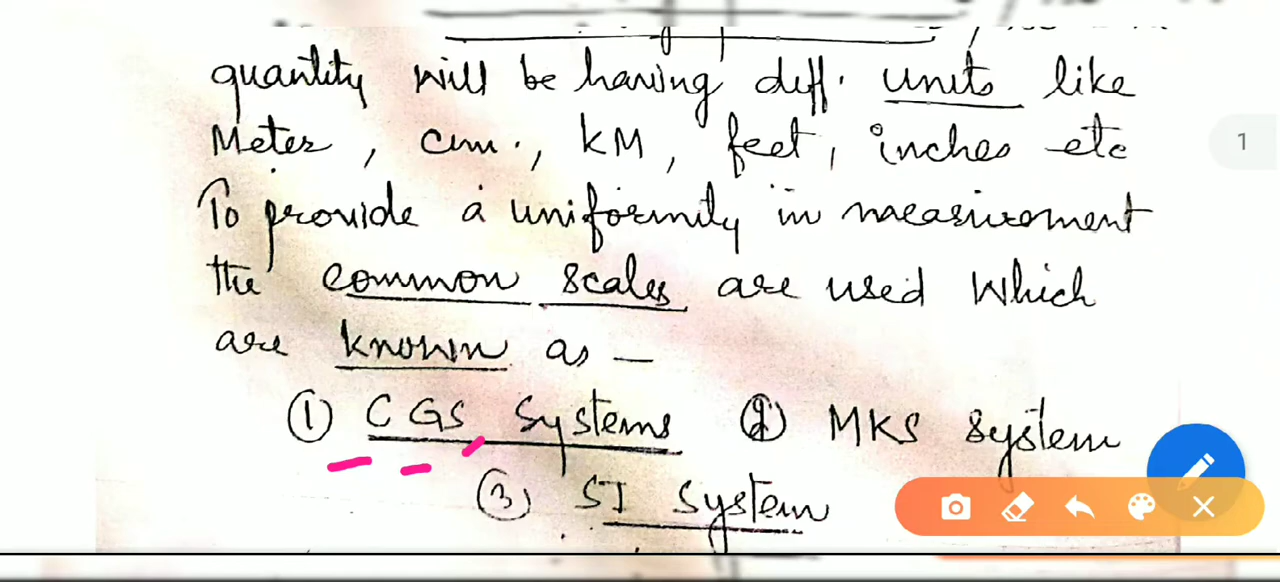 quantity will be having diff. units like
Meter, cm., KM, feet, inches etc
To provide a uniformity in measurement
the common scales are used which
are known as —
① CGS Systems ② MKS system
③ SI system
1